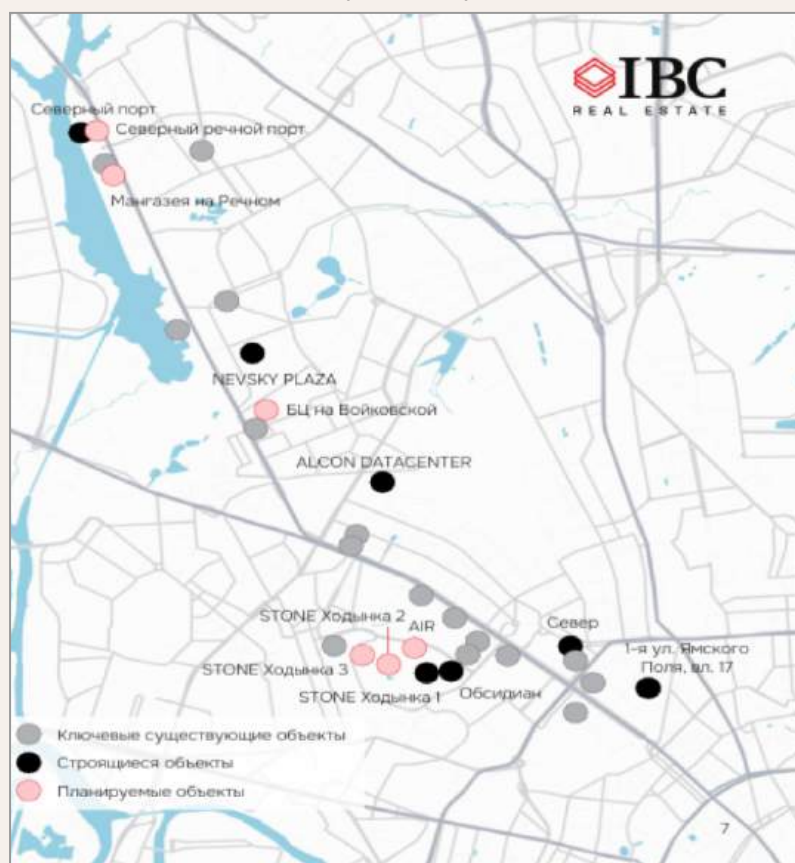 IBC
REAL ESTATE
Северный порт
Северный речной порт
Мангазея на Речном
NEVSKY PLAZA
БЦ на Войковской
ALCON DATACENTER
STONE Ходынка 2
AIR
Север
1-я ул. Ямского
Поля, вл. 17
STONE Ходынка 3
STONE Ходынка 1
Обсидиан
Ключевые существующие объекты
Строящиеся объекты
Планируемые объекты
7